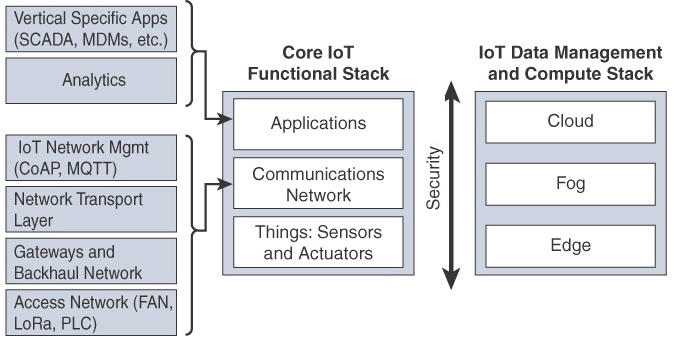 Vertical Specific Apps
(SCADA, MDMs, etc.)
Analytics
IoT Network Mgmt
(CoAP, MQTT)
Network Transport
Layer
Gateways and
Backhaul Network
Access Network (FAN,
LoRa, PLC)
Core IoT
Functional Stack
Applications
Communications
Network
Things: Sensors
and Actuators
Security
IoT Data Management
and Compute Stack
Cloud
Fog
Edge